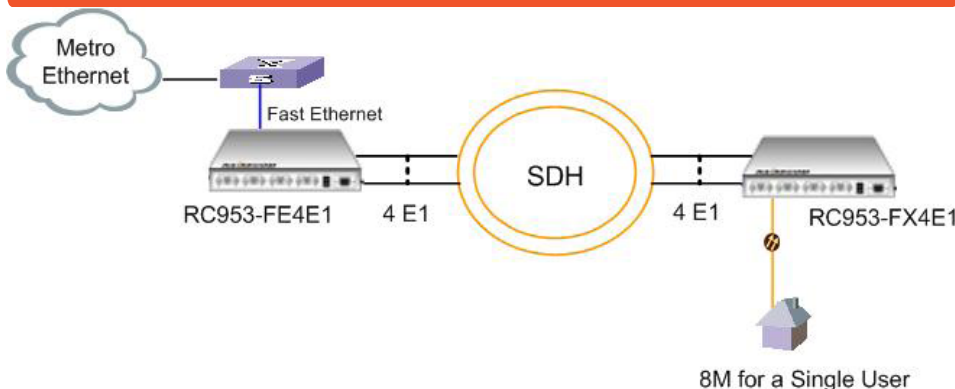 Metro
Ethernet
Fast Ethernet
SDH
RC953-FE4E1
4 E1
4 E1
RC953-FX4E1
8M for a Single User